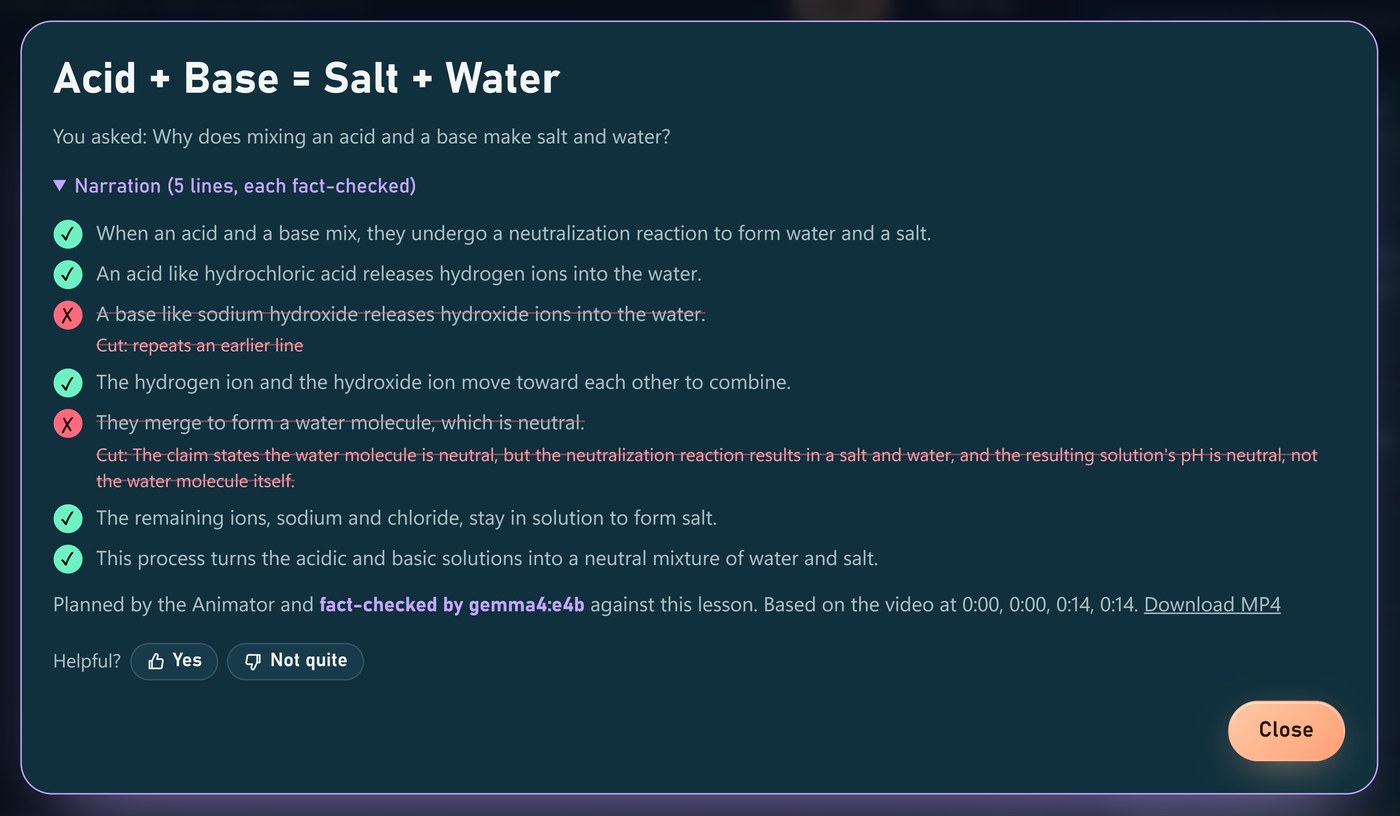 Acid + Base = Salt + Water
You asked: Why does mixing an acid and a base make salt and water?
▼ Narration (5 lines, each fact-checked)
✓ When an acid and a base mix, they undergo a neutralization reaction to form water and a salt.
✓ An acid like hydrochloric acid releases hydrogen ions into the water.
✗ A base like sodium hydroxide releases hydroxide ions into the water.
Cut: repeats an earlier line
✓ The hydrogen ion and the hydroxide ion move toward each other to combine.
✗ They merge to form a water molecule, which is neutral.
Cut: The claim states the water molecule is neutral, but the neutralization reaction results in a salt and water, and the resulting solution's pH is neutral, not
the water molecule itself.
✓ The remaining ions, sodium and chloride, stay in solution to form salt.
✓ This process turns the acidic and basic solutions into a neutral mixture of water and salt.
Planned by the Animator and fact-checked by gemma4:e4b against this lesson. Based on the video at 0:00, 0:00, 0:14, 0:14. Download MP4
Helpful? Yes Not quite
Close